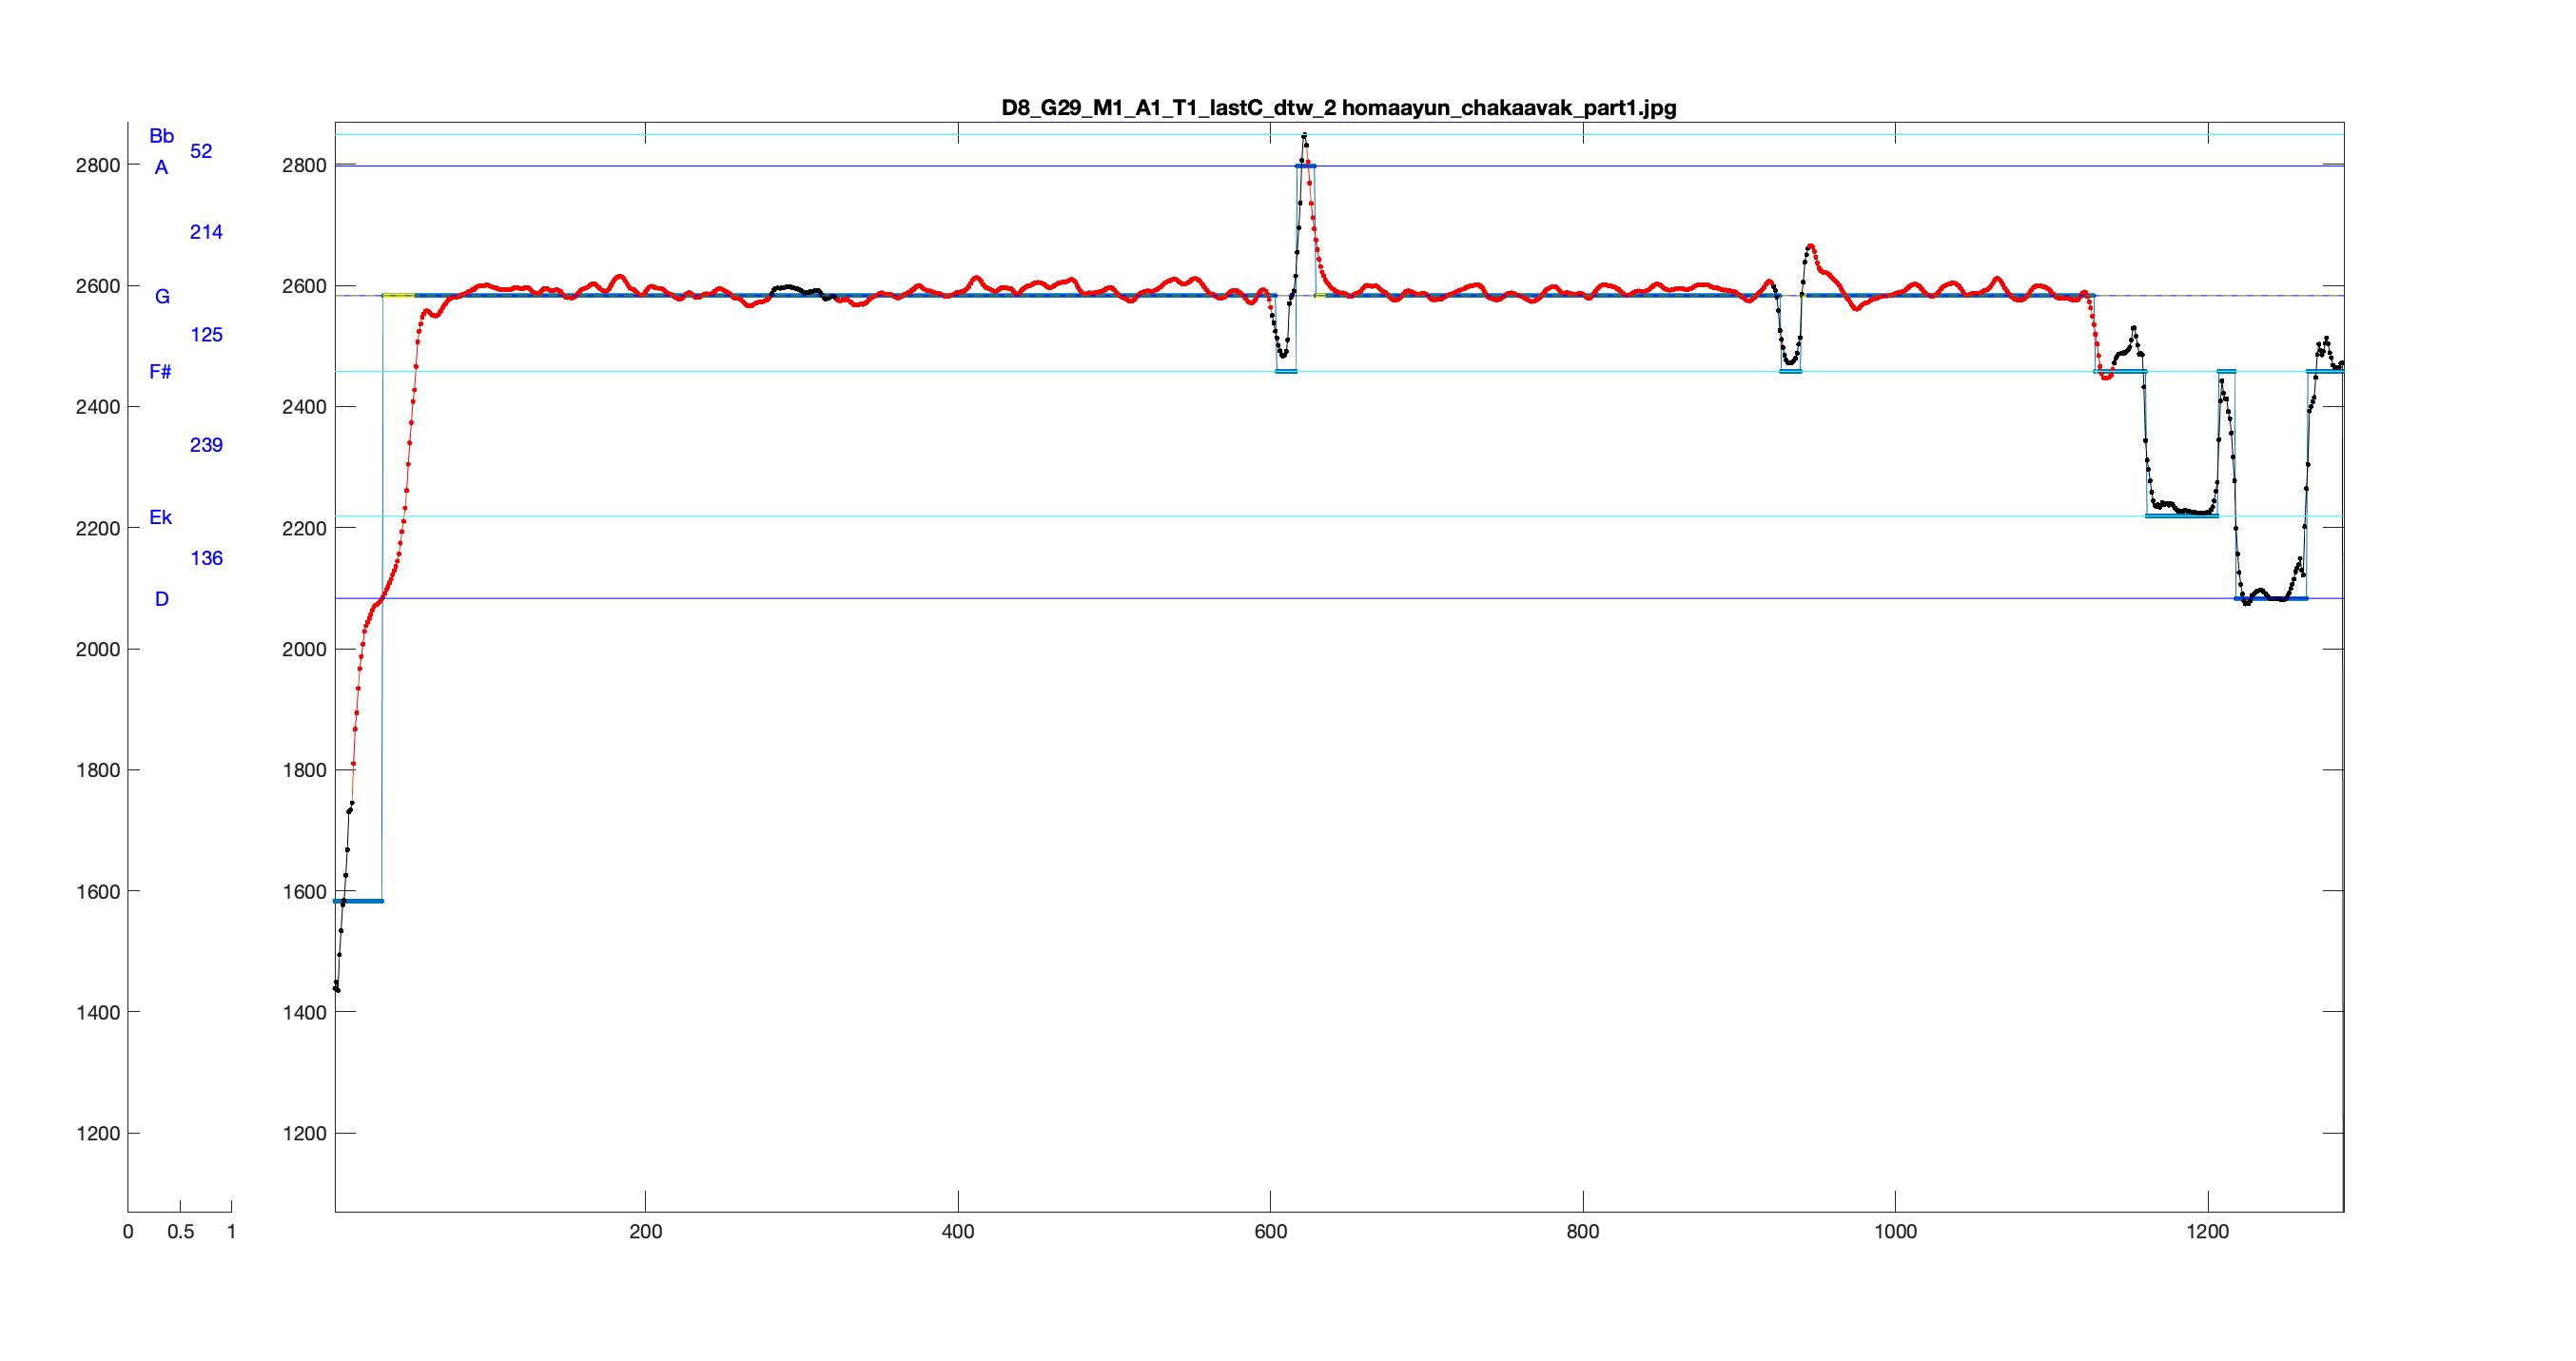 D8_G29_M1_A1_T1_lastC_dtw_2 homaayun_chakaavak_part1.jpg
Bb
52
2800 A 2800
214
2600 G 2600
125
F#
2400 2400
239
2200 Ek 2200
136
D
2000 2000
1800 1800
1600 1600
1400 1400
1200 1200
0 0.5 1 200 400 600 800 1000 1200